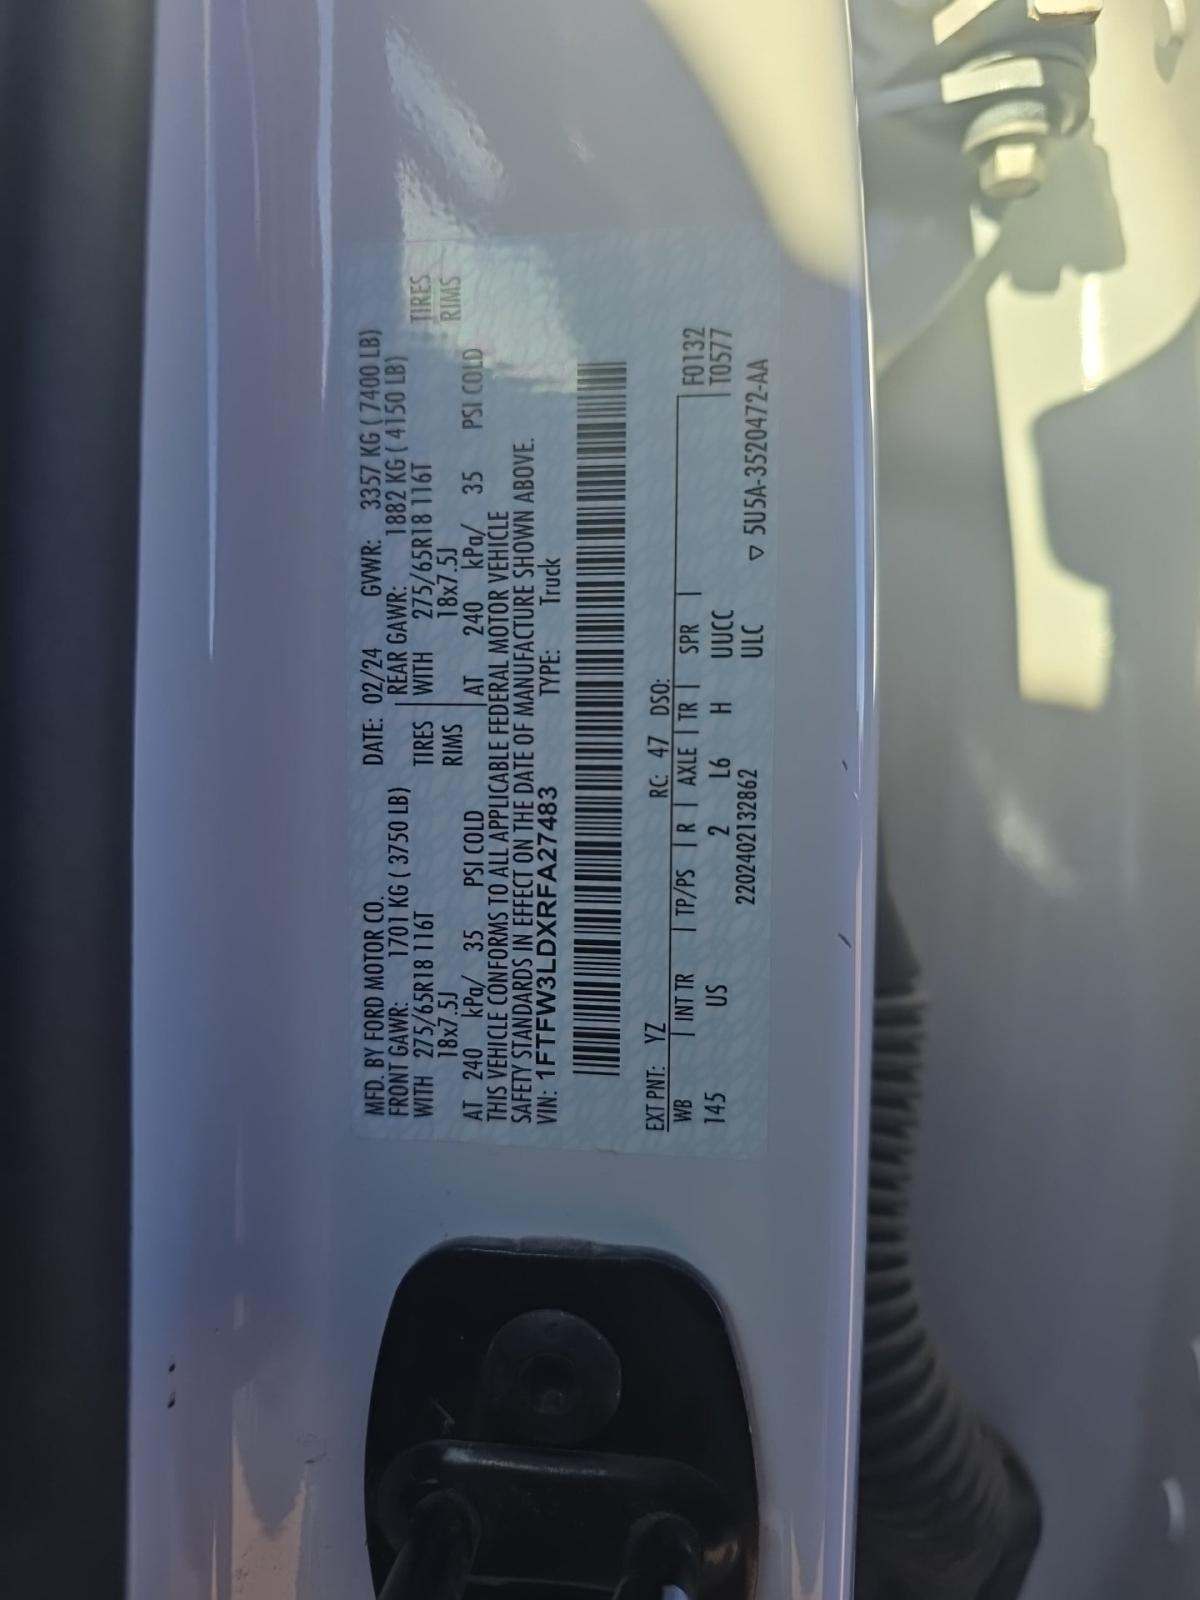 MFD. BY FORD MOTOR CO. DATE: 02/24 GVWR: 3357 KG ( 7400 LB)
FRONT GAWR: 1701 KG ( 3750 LB) REAR GAWR: 1882 KG ( 4150 LB)
WITH 275/65R18 116T TIRES WITH 275/65R18 116T TIRES
18x7.5J RIMS 18x7.5J RIMS
AT 240 kPa/ 35 PSI COLD AT 240 kPa/ 35 PSI COLD
THIS VEHICLE CONFORMS TO ALL APPLICABLE FEDERAL MOTOR VEHICLE
SAFETY STANDARDS IN EFFECT ON THE DATE OF MANUFACTURE SHOWN ABOVE.
VIN: 1FTFW3LDXRFA27483 TYPE: Truck
EXT PNT: YZ RC: 47 DSO:
WB INT TR TP/PS R AXLE TR SPR F0132
145 US 2 L6 H UUCC T0577
2202402132862 ULC ▽ 5U5A-3520472-AA